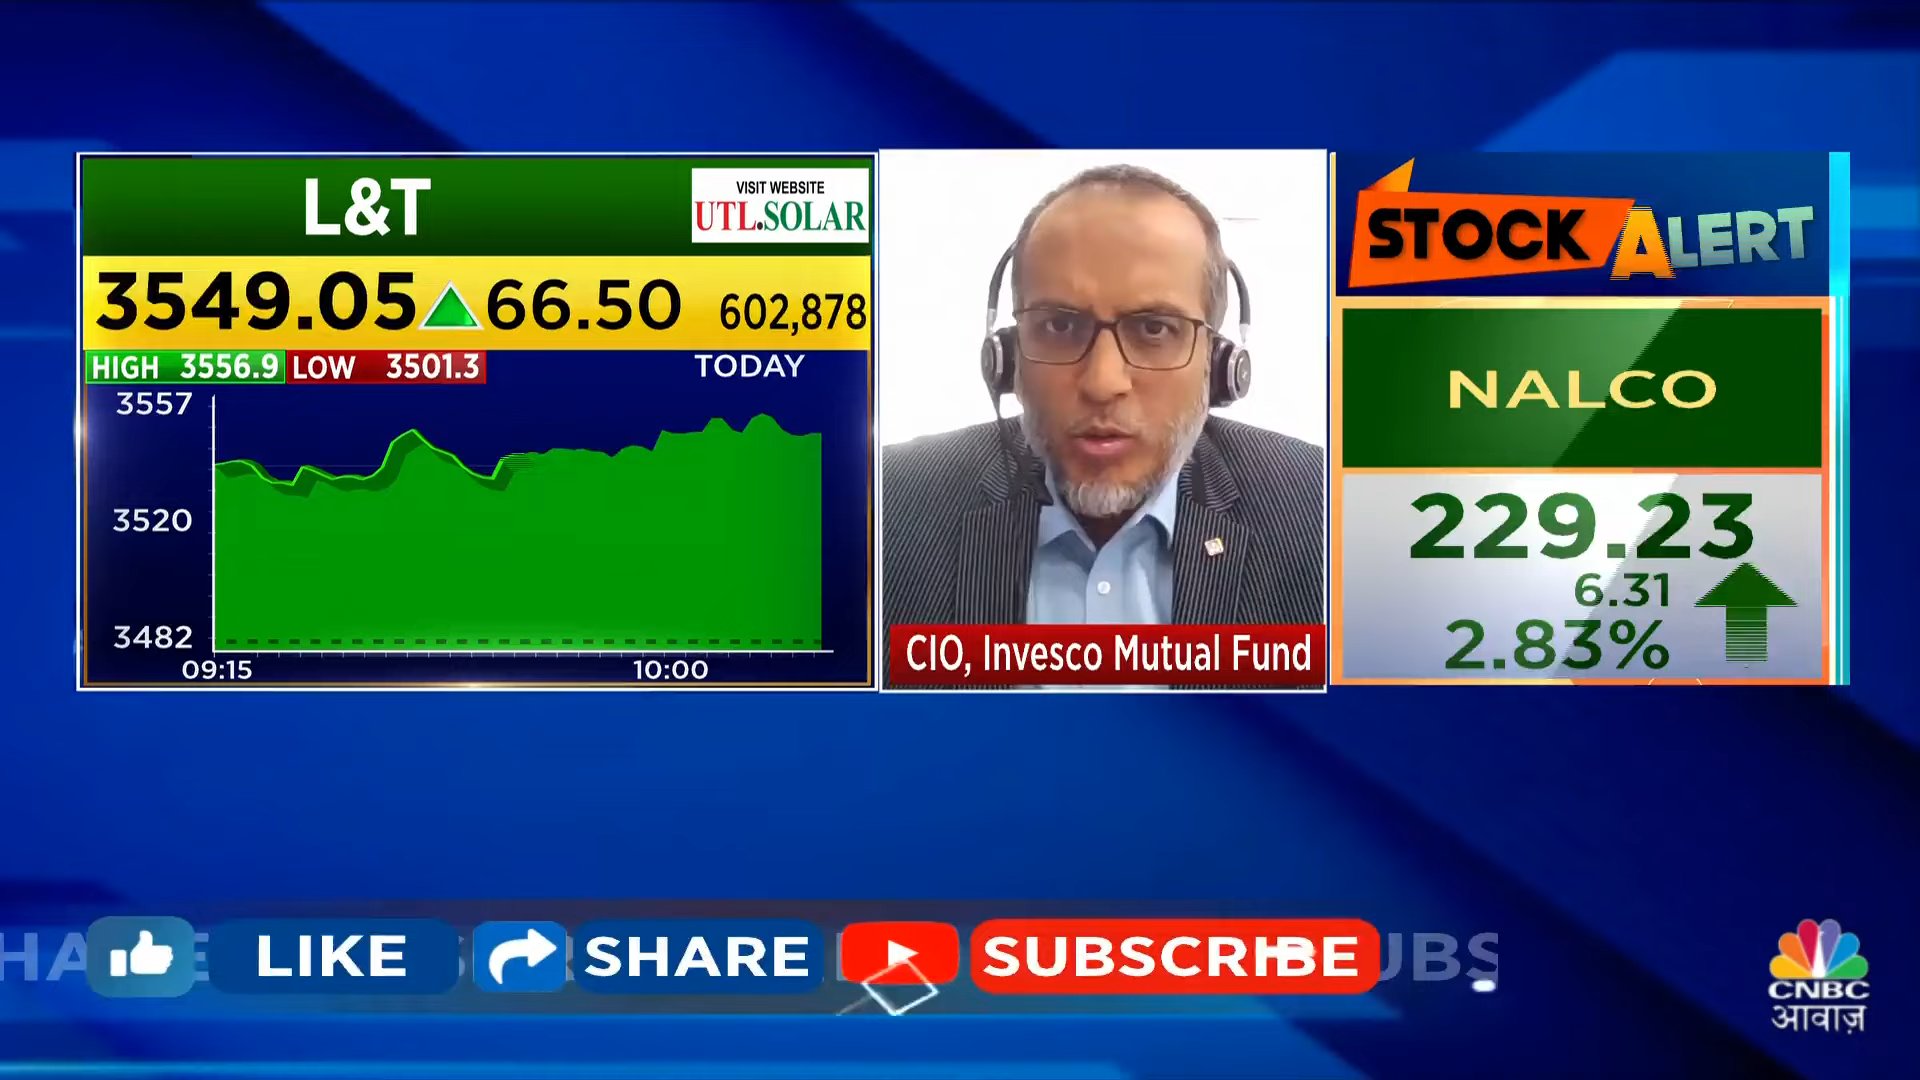 L&T
VISIT WEBSITE
UTL.SOLAR
3549.05 66.50 602,878
HIGH 3556.9 LOW 3501.3 TODAY
3557
3520
3482
09:15 10:00
CIO, Invesco Mutual Fund
STOCK ALERT
NALCO
229.23
6.31
2.83%
LIKE SHARE SUBSCRIBE
CNBC
आवाज़